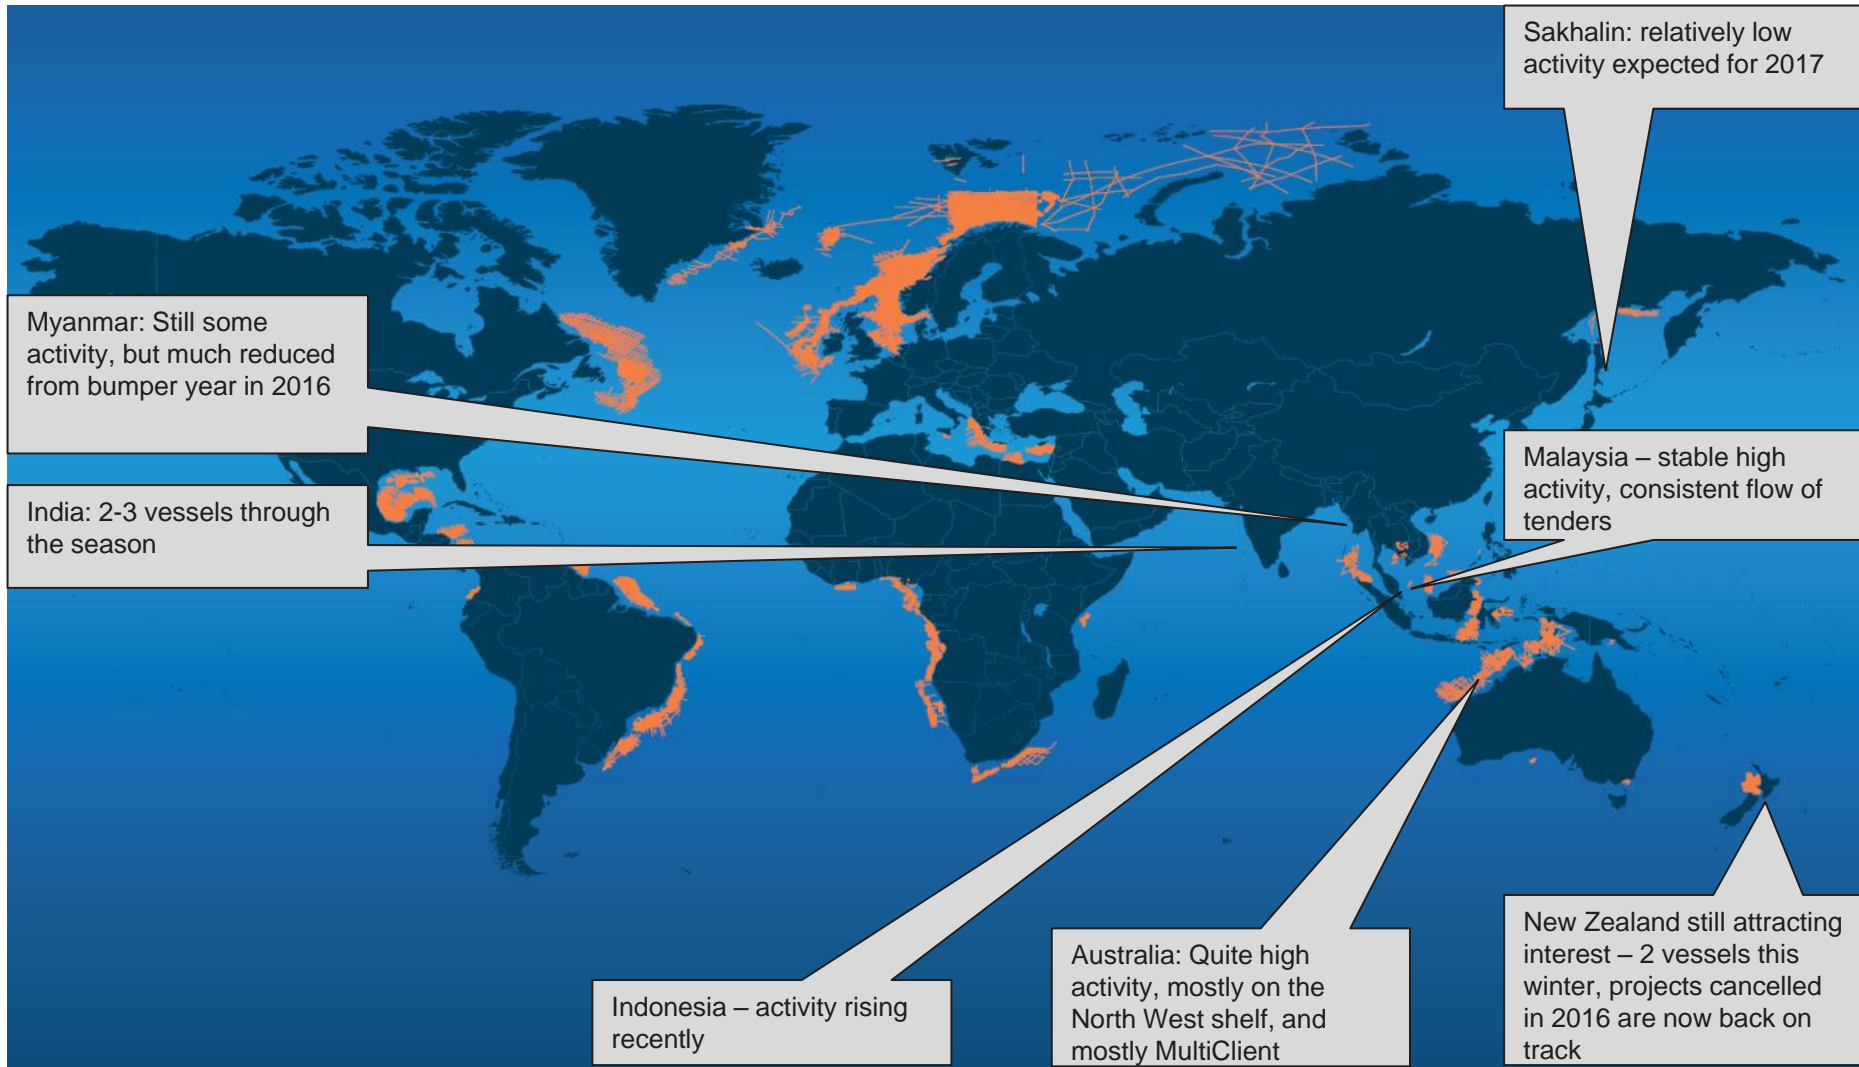 Sakhalin: relatively low
activity expected for 2017
Myanmar: Still some
activity, but much reduced
from bumper year in 2016
Malaysia – stable high
activity, consistent flow of
tenders
India: 2-3 vessels through
the season
New Zealand still attracting
interest – 2 vessels this
winter, projects cancelled
in 2016 are now back on
track
Australia: Quite high
activity, mostly on the
North West shelf, and
mostly MultiClient
Indonesia – activity rising
recently